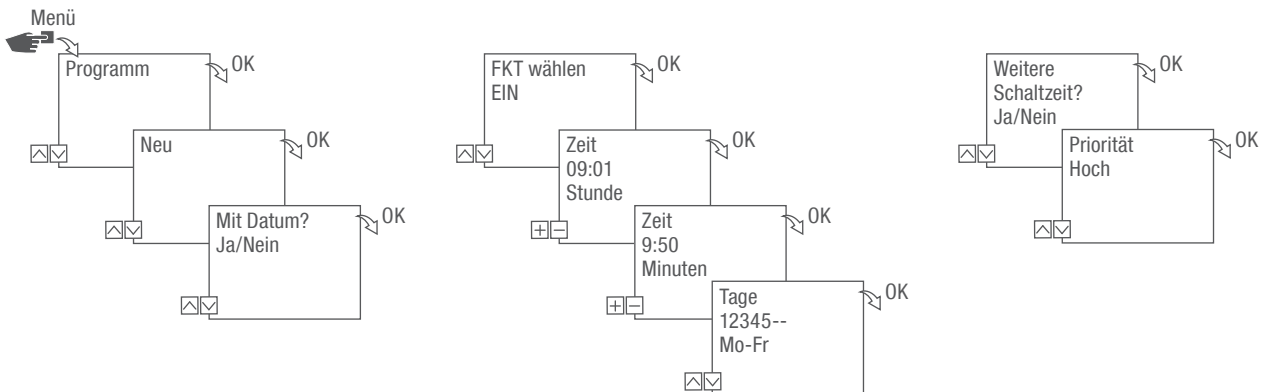 Menü
Programm
OK
Neu
OK
Mit Datum?
Ja/Nein
OK
FKT wählen
EIN
OK
Zeit
09:01
Stunde
OK
Zeit
9:50
Minuten
OK
Tage
12345--
Mo-Fr
OK
Weitere
Schaltzeit?
Ja/Nein
OK
Priorität
Hoch
OK